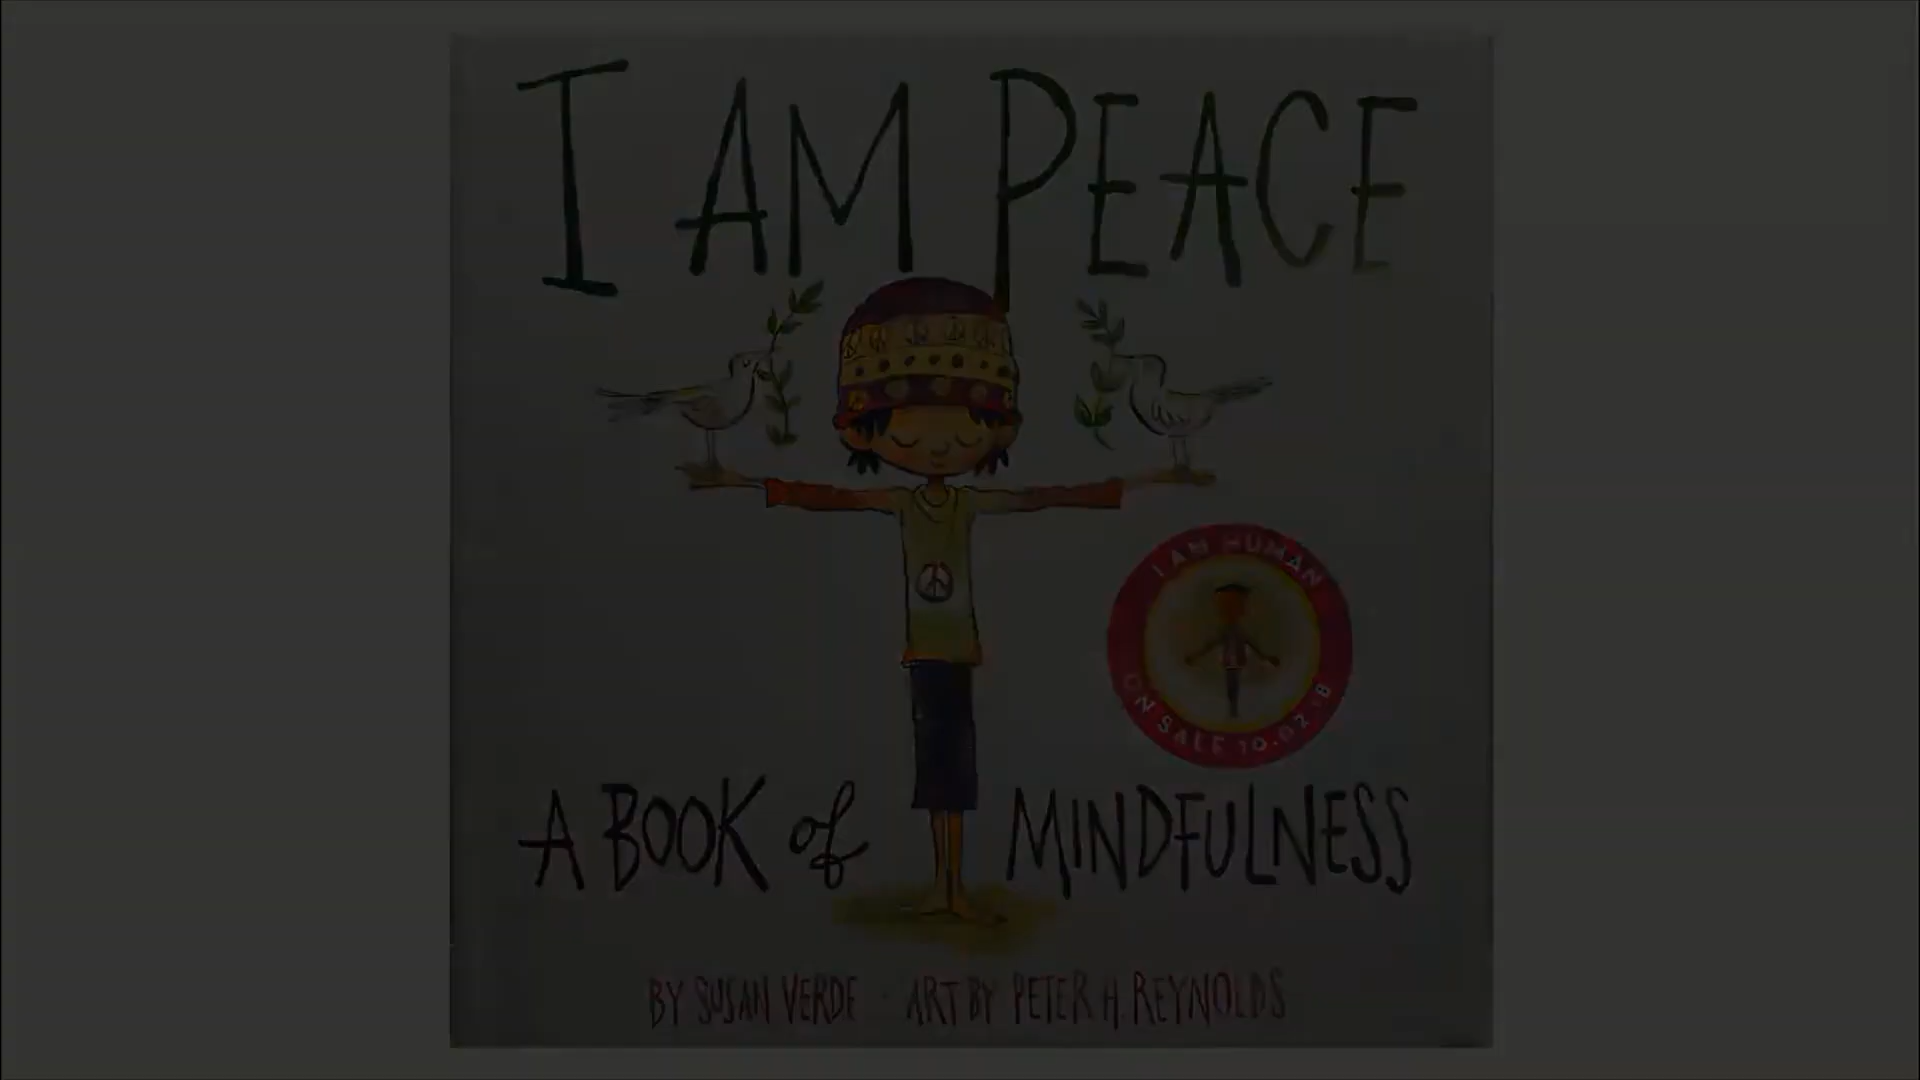 I AM PEACE
I AM HUMAN
ON SALE 10.02.18
A BOOK of MINDFULNESS
BY SUSAN VERDE · ART BY PETER H. REYNOLDS